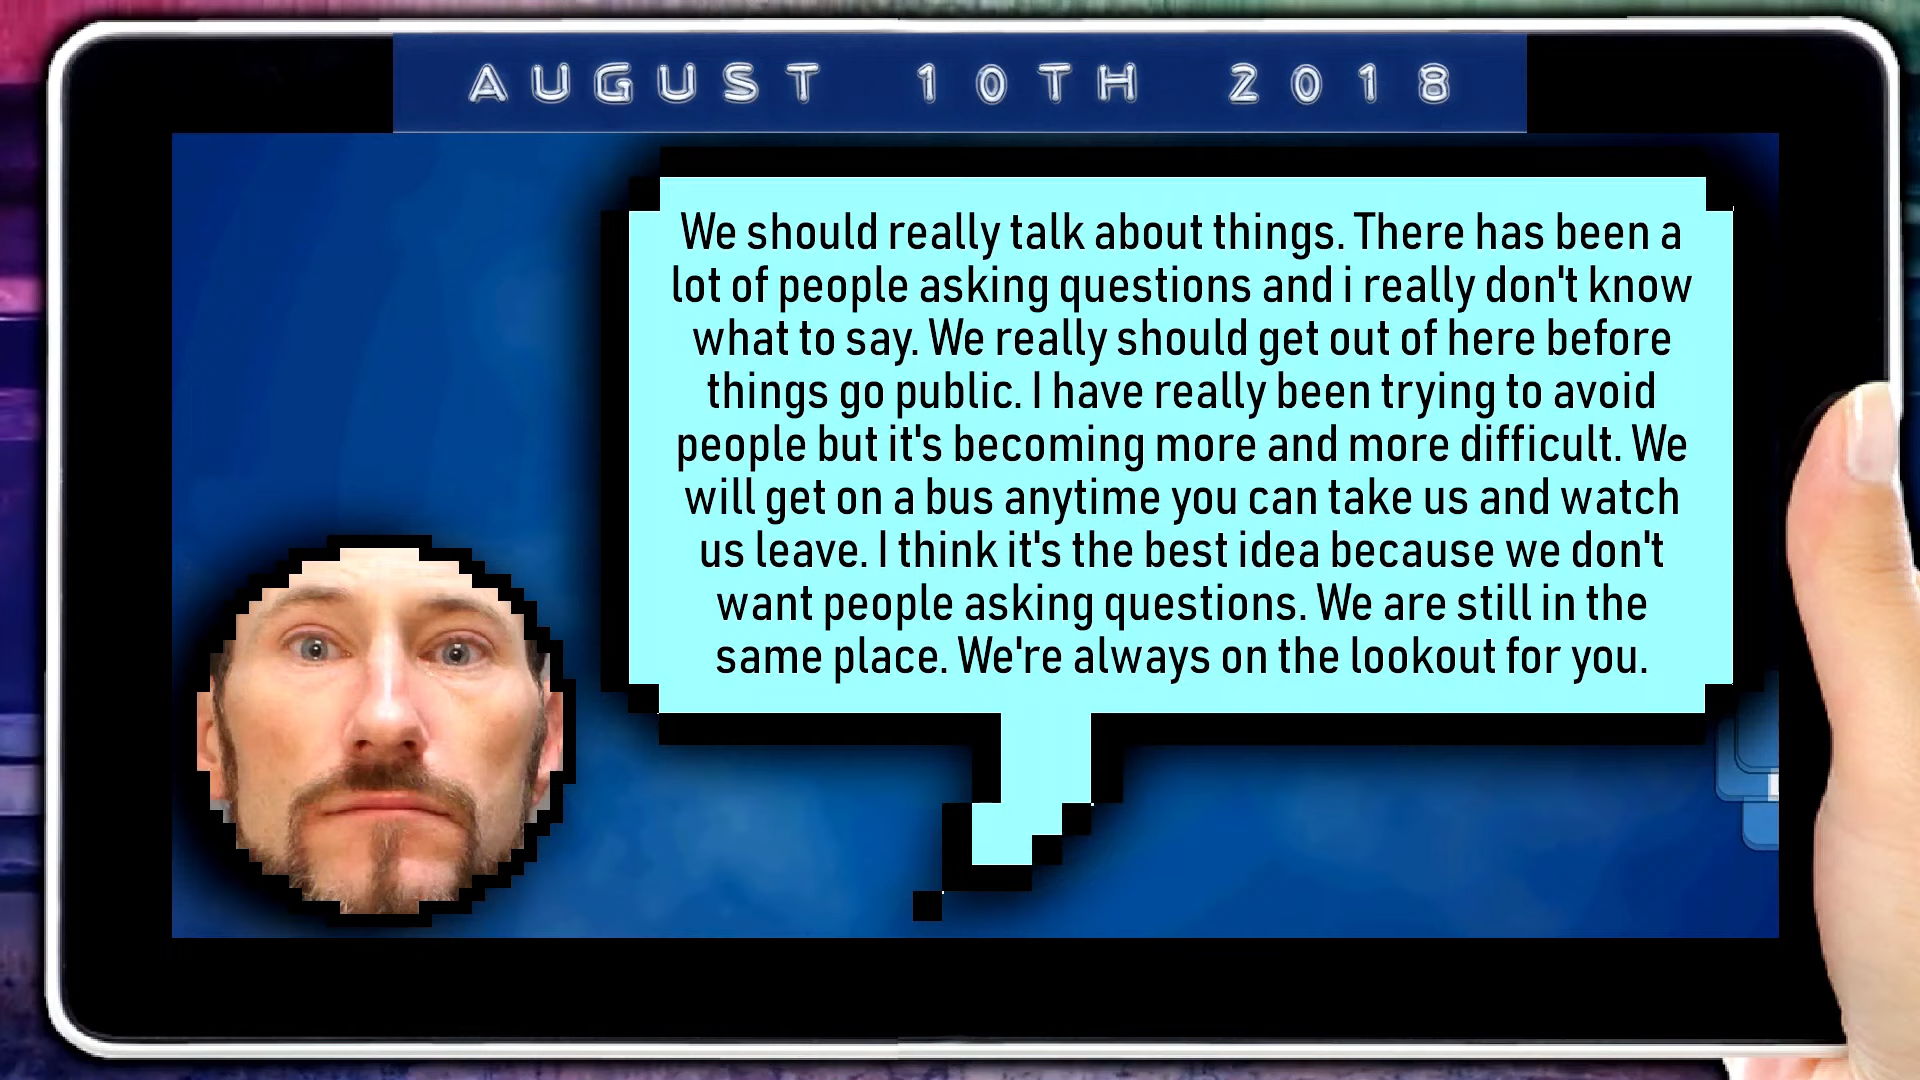 AUGUST 10TH 2018
We should really talk about things. There has been a
lot of people asking questions and i really don't know
what to say. We really should get out of here before
things go public. I have really been trying to avoid
people but it's becoming more and more difficult. We
will get on a bus anytime you can take us and watch
us leave. I think it's the best idea because we don't
want people asking questions. We are still in the
same place. We're always on the lookout for you.